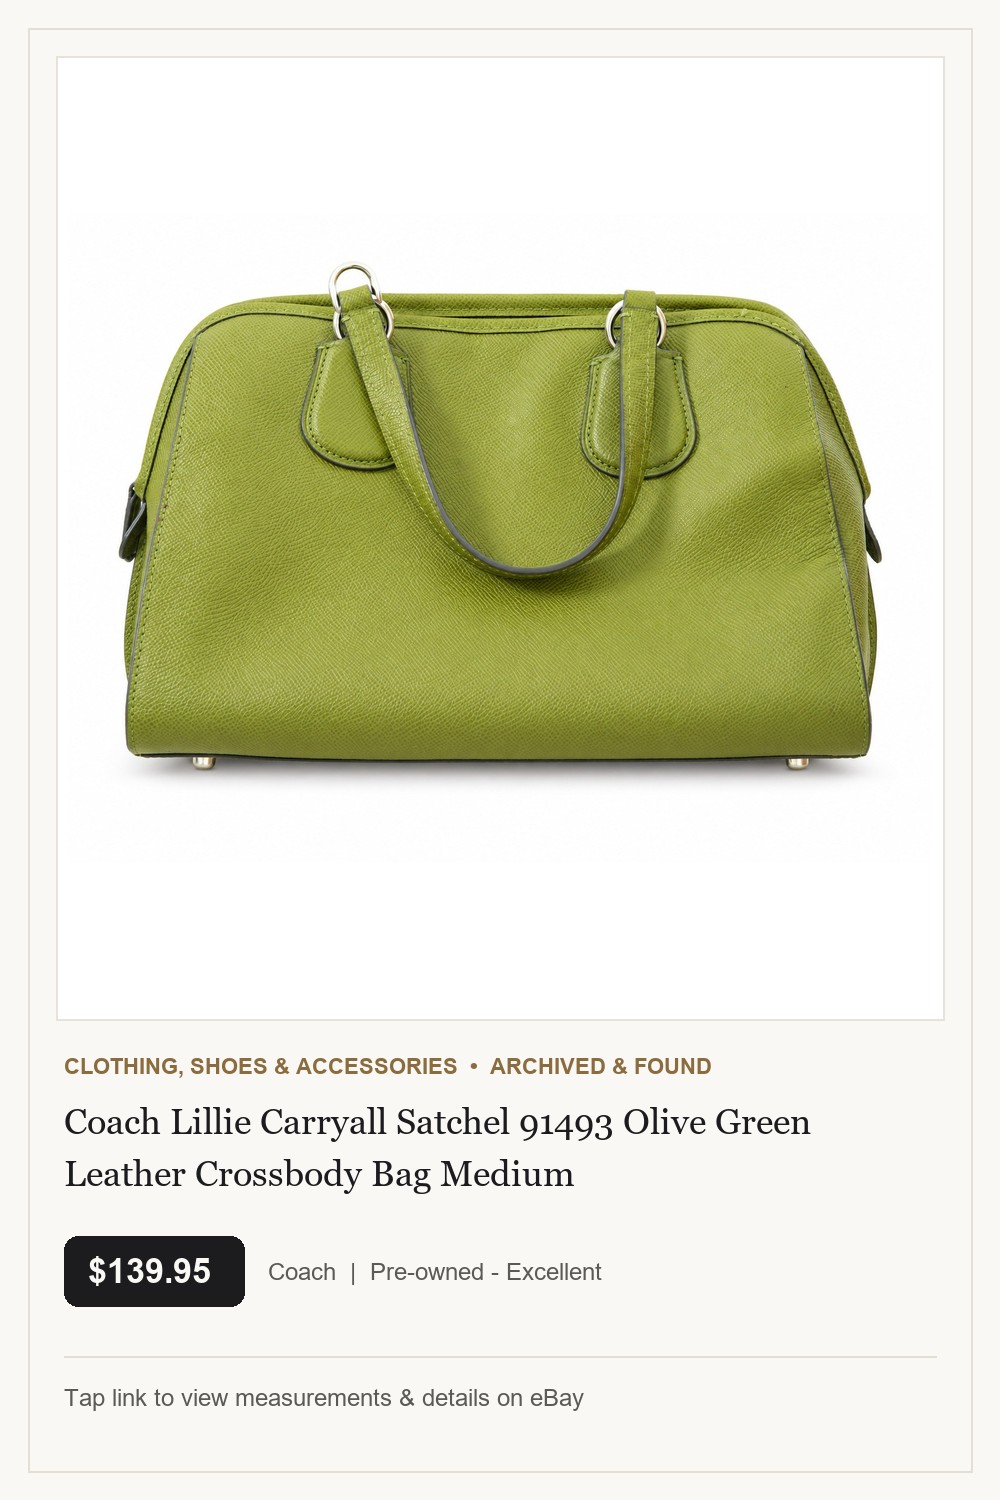 CLOTHING, SHOES & ACCESSORIES • ARCHIVED & FOUND
Coach Lillie Carryall Satchel 91493 Olive Green
Leather Crossbody Bag Medium
$139.95
Coach | Pre-owned - Excellent
Tap link to view measurements & details on eBay